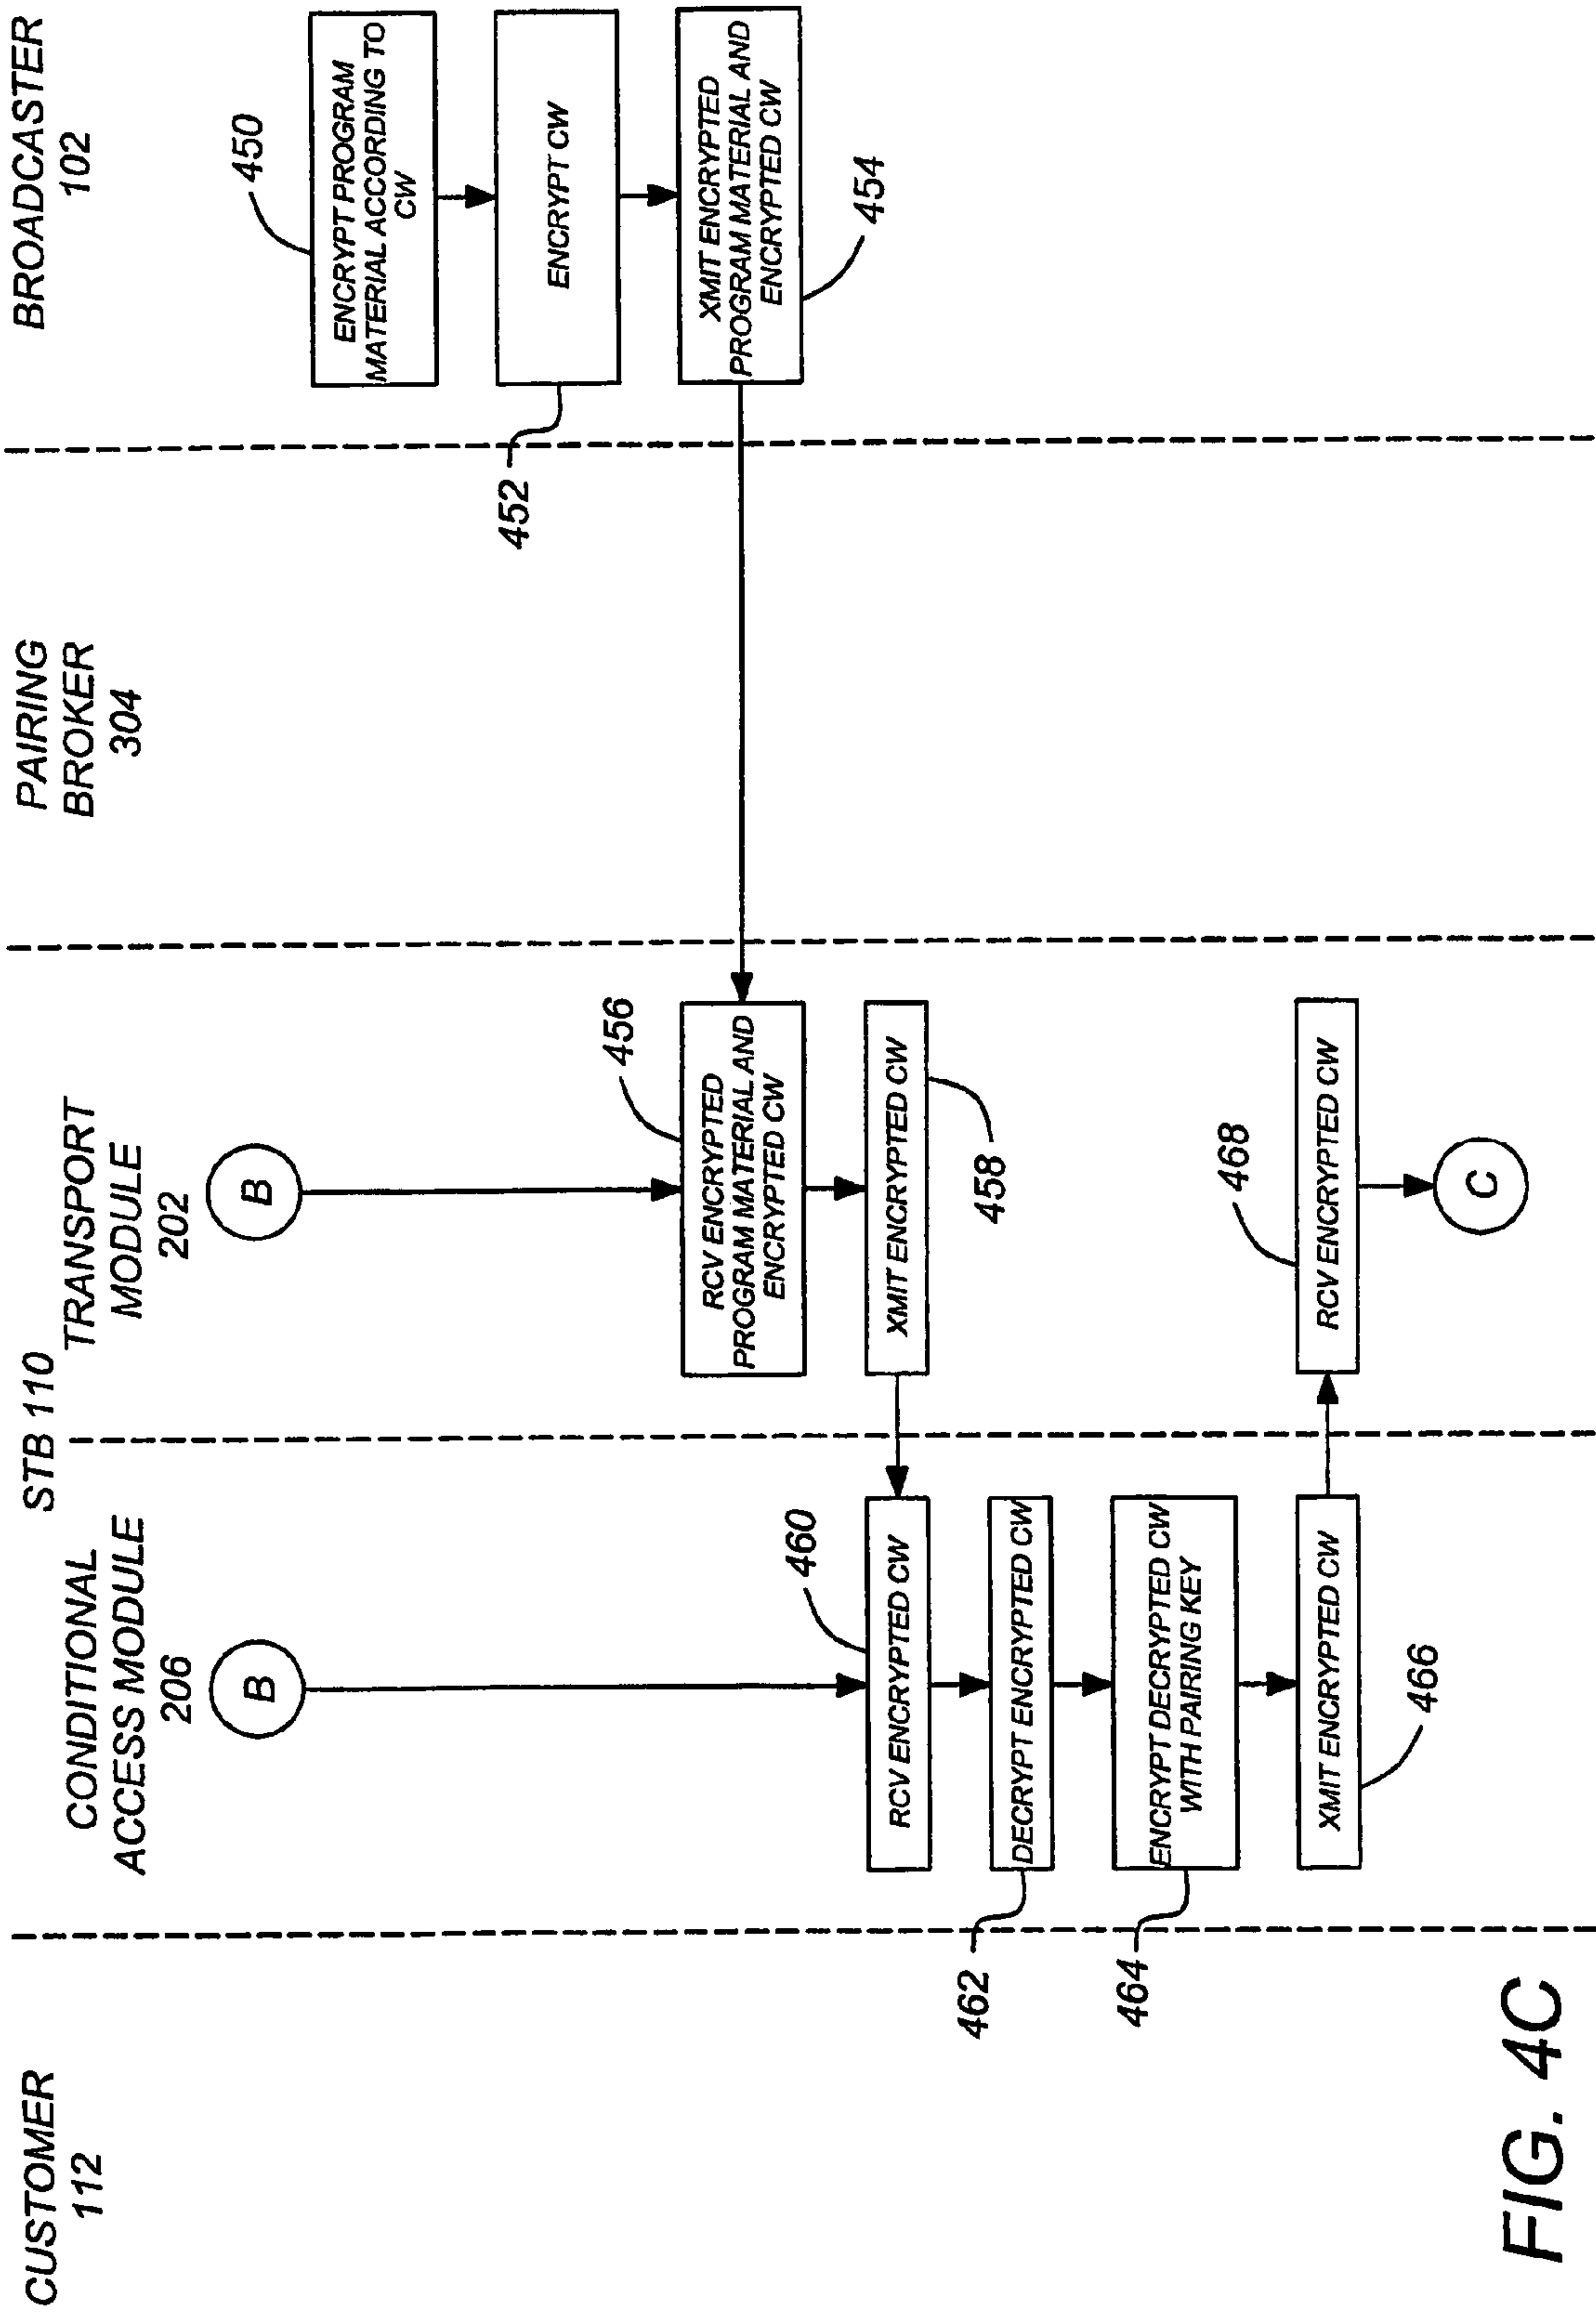 CUSTOMER
112
STB 110
CONDITIONAL
ACCESS MODULE
206
TRANSPORT
MODULE
202
PAIRING
BROKER
304
BROADCASTER
102
B
B
450
ENCRYPT PROGRAM
MATERIAL ACCORDING TO
CW
452
ENCRYPT CW
456
RCV ENCRYPTED
PROGRAM MATERIAL AND
ENCRYPTED CW
XMIT ENCRYPTED
PROGRAM MATERIAL AND
ENCRYPTED CW
454
460
RCV ENCRYPTED CW
XMIT ENCRYPTED CW
458
462
DECRYPT ENCRYPTED CW
464
ENCRYPT DECRYPTED CW
WITH PAIRING KEY
468
XMIT ENCRYPTED CW
466
RCV ENCRYPTED CW
C
FIG. 4C